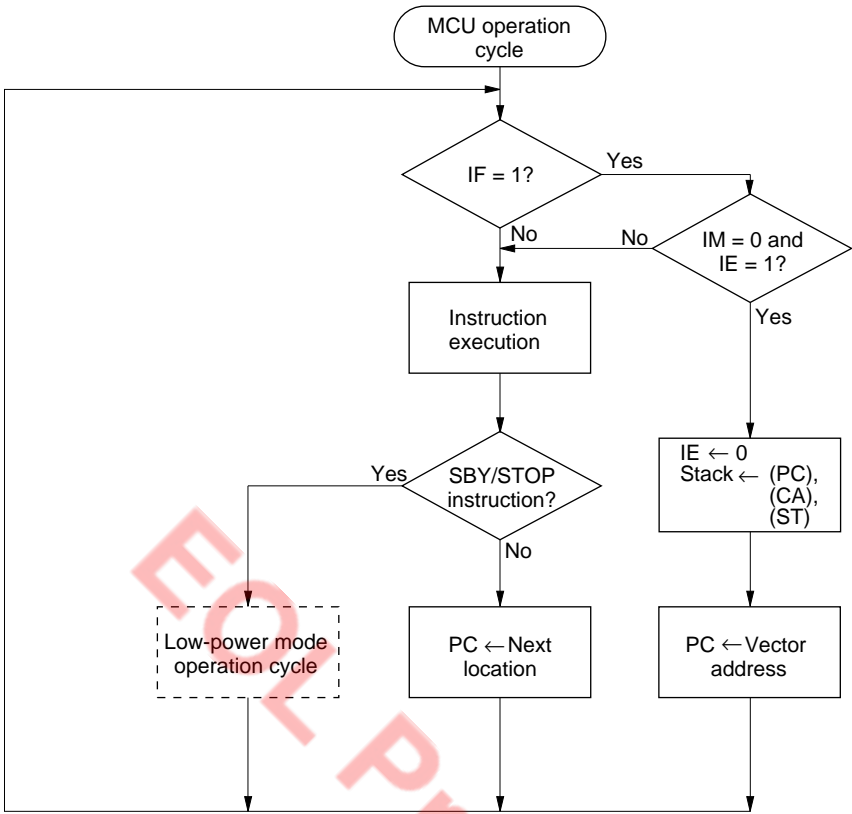 MCU operation
cycle
IF = 1?
Yes
No
No
IM = 0 and
IE = 1?
Yes
Instruction
execution
Yes
SBY/STOP
instruction?
No
IE ← 0
Stack ← (PC),
(CA),
(ST)
Low-power mode
operation cycle
PC ← Next
location
PC ← Vector
address
EOL Pr